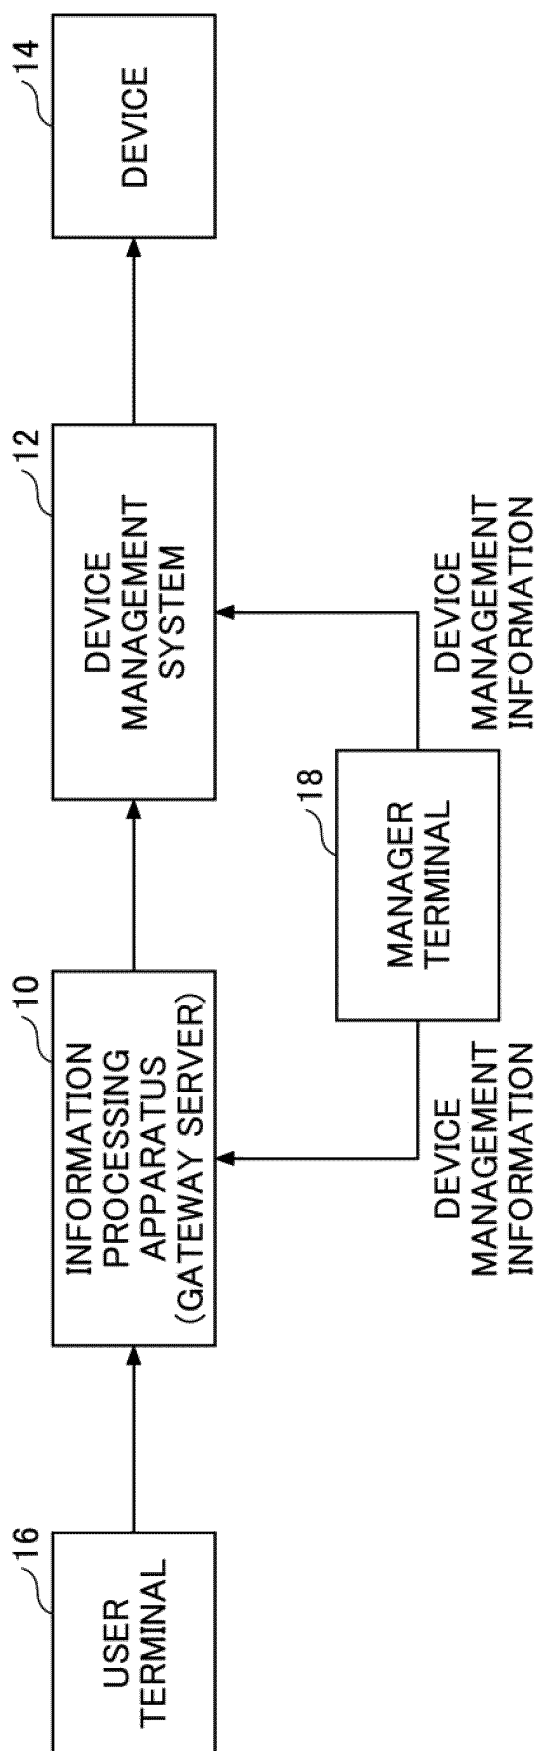 16
USER
TERMINAL
10
INFORMATION
PROCESSING
APPARATUS
(GATEWAY SERVER)
12
DEVICE
MANAGEMENT
SYSTEM
14
DEVICE
18
MANAGER
TERMINAL
DEVICE
MANAGEMENT
INFORMATION
DEVICE
MANAGEMENT
INFORMATION